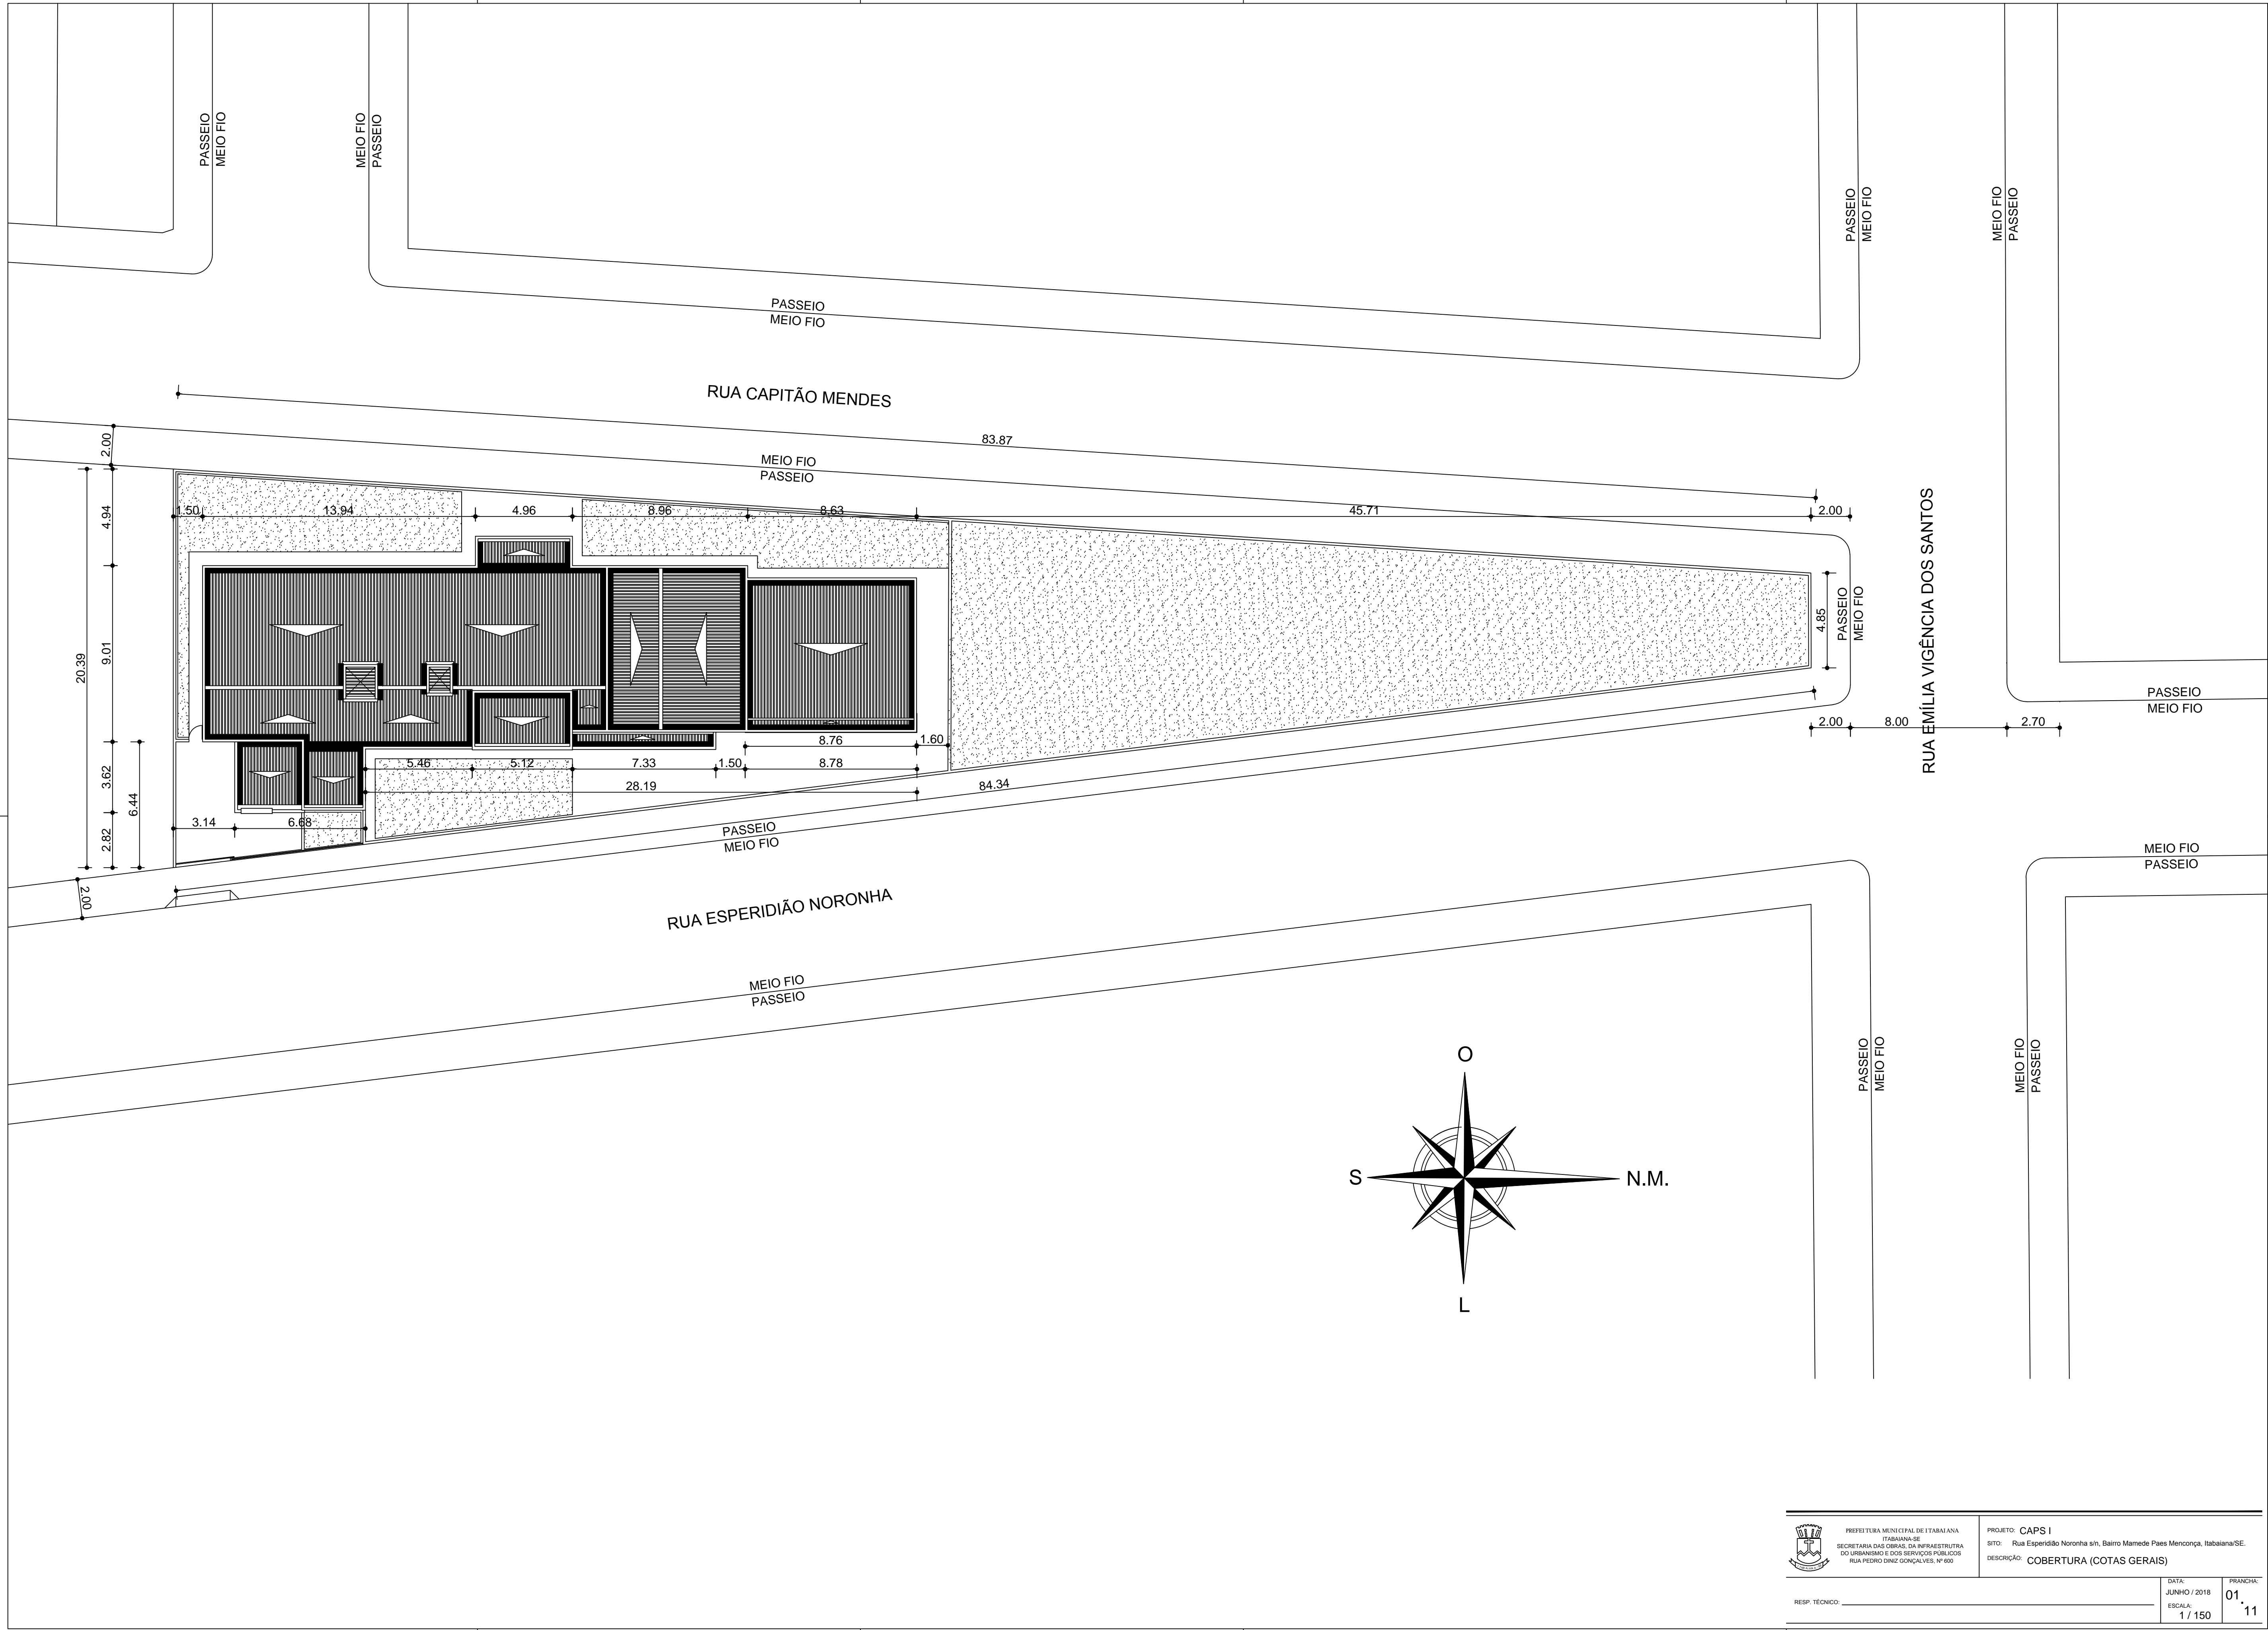 PASSEIO
MEIO FIO
MEIO FIO
PASSEIO
PASSEIO
MEIO FIO
MEIO FIO
PASSEIO
PASSEIO
MEIO FIO
RUA CAPITÃO MENDES
83.87
MEIO FIO
PASSEIO
2.00
4.94
9.01
20.39
3.62
6.44
2.82
2.00
1.50
13.94
4.96
8.96
8.63
45.71
2.00
4.85
PASSEIO
MEIO FIO
RUA EMÍLIA VIGÊNCIA DOS SANTOS
PASSEIO
MEIO FIO
2.00
8.00
2.70
8.76
1.60
5.46
5.12
7.33
1.50
8.78
28.19
84.34
3.14
6.68
PASSEIO
MEIO FIO
RUA ESPERIDIÃO NORONHA
MEIO FIO
PASSEIO
MEIO FIO
PASSEIO
PASSEIO
MEIO FIO
MEIO FIO
PASSEIO
O
S
N.M.
L
PREFEITURA MUNICIPAL DE ITABAIANA
ITABAIANA-SE
SECRETARIA DAS OBRAS, DA INFRAESTRUTRA
DO URBANISMO E DOS SERVIÇOS PÚBLICOS
RUA PEDRO DINIZ GONÇALVES, Nº 600
PROJETO: CAPS I
SITO: Rua Esperidião Noronha s/n, Bairro Mamede Paes Menconça, Itabaiana/SE.
DESCRIÇÃO: COBERTURA (COTAS GERAIS)
RESP. TÉCNICO:
DATA:
JUNHO / 2018
ESCALA:
1 / 150
PRANCHA:
01
11